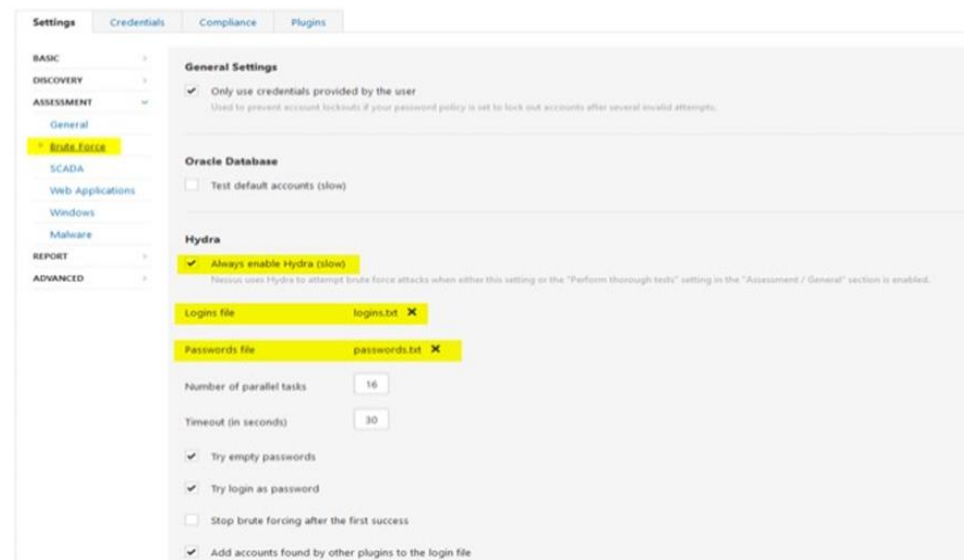 Settings Credentials Compliance Plugins
BASIC
DISCOVERY
ASSESSMENT
General
Brute Force
SCADA
Web Applications
Windows
Malware
REPORT
ADVANCED
General Settings
Only use credentials provided by the user
Used to prevent account lockouts if your password policy is set to lock out accounts after several invalid attempts.
Oracle Database
Test default accounts (slow)
Hydra
Always enable Hydra (slow)
Nessus uses Hydra to attempt brute force attacks when either this setting or the "Perform thorough tests" setting in the "Assessment / General" section is enabled.
Logins file logins.txt
Passwords file passwords.txt
Number of parallel tasks 16
Timeout (in seconds) 30
Try empty passwords
Try login as password
Stop brute forcing after the first success
Add accounts found by other plugins to the login file